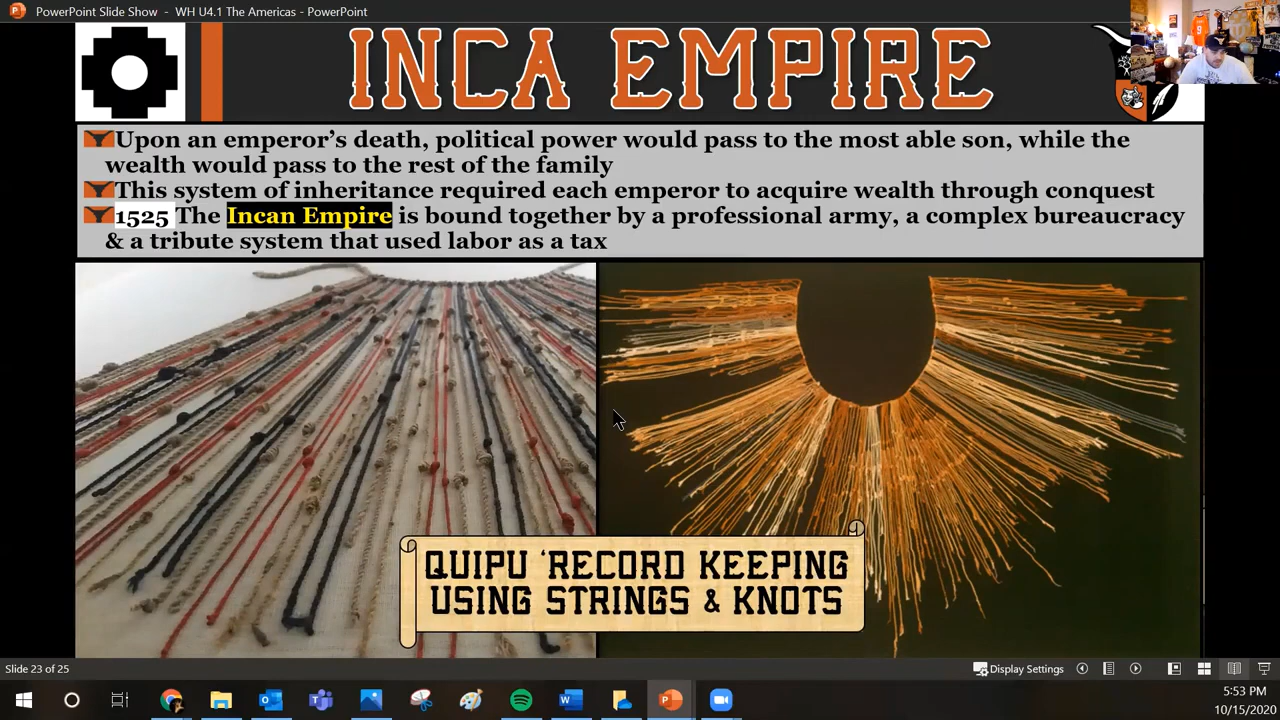 PowerPoint Slide Show - WH U4.1 The Americas - PowerPoint
INCA EMPIRE
Upon an emperor's death, political power would pass to the most able son, while the
wealth would pass to the rest of the family
This system of inheritance required each emperor to acquire wealth through conquest
1525 The Incan Empire is bound together by a professional army, a complex bureaucracy
& a tribute system that used labor as a tax
QUIPU 'RECORD KEEPING
USING STRINGS & KNOTS
Slide 23 of 25
Display Settings
5:53 PM
10/15/2020